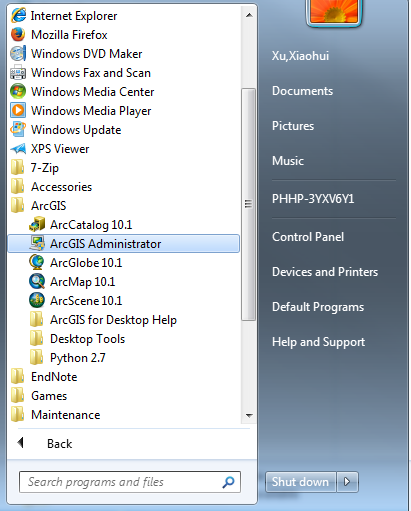 Internet Explorer
Mozilla Firefox
Windows DVD Maker
Windows Fax and Scan
Windows Media Center
Windows Media Player
Windows Update
XPS Viewer
7-Zip
Accessories
ArcGIS
ArcCatalog 10.1
ArcGIS Administrator
ArcGlobe 10.1
ArcMap 10.1
ArcScene 10.1
ArcGIS for Desktop Help
Desktop Tools
Python 2.7
EndNote
Games
Maintenance
Back
Search programs and files
Xu,Xiaohui
Documents
Pictures
Music
PHHP-3YXV6Y1
Control Panel
Devices and Printers
Default Programs
Help and Support
Shut down